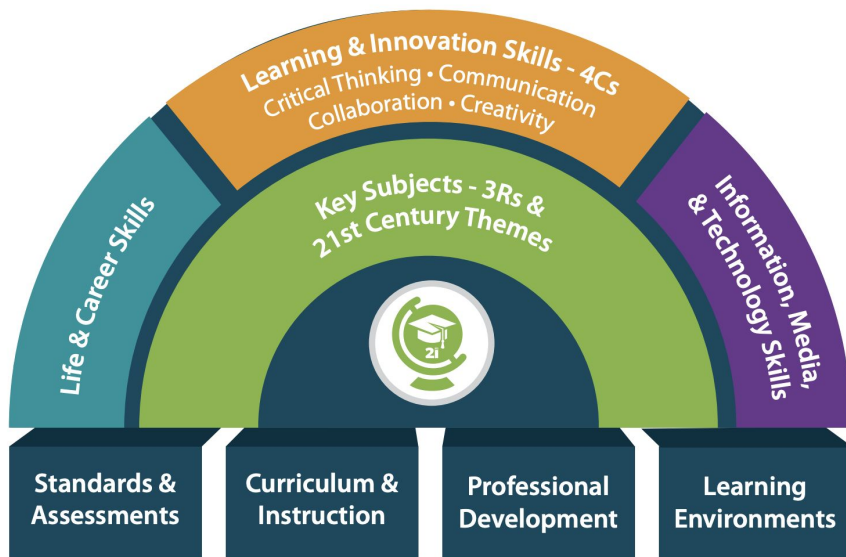 Learning & Innovation Skills - 4Cs
Critical Thinking • Communication
Collaboration • Creativity
Life & Career Skills
Key Subjects - 3Rs &
21st Century Themes
Information, Media,
& Technology Skills
2i
Standards &
Assessments
Curriculum &
Instruction
Professional
Development
Learning
Environments